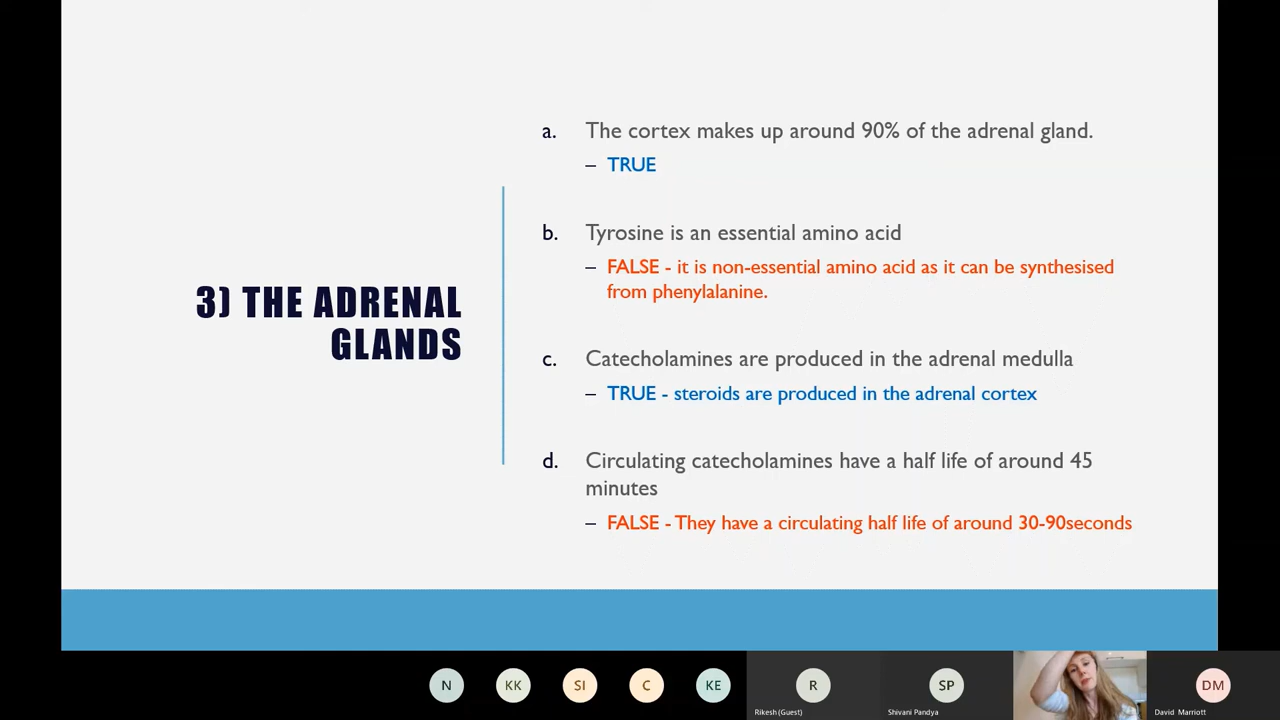 3) THE ADRENAL
GLANDS
a. The cortex makes up around 90% of the adrenal gland.
– TRUE
b. Tyrosine is an essential amino acid
– FALSE - it is non-essential amino acid as it can be synthesised
from phenylalanine.
c. Catecholamines are produced in the adrenal medulla
– TRUE - steroids are produced in the adrenal cortex
d. Circulating catecholamines have a half life of around 45
minutes
– FALSE - They have a circulating half life of around 30-90seconds
N KK SI C KE R SP DM
Rikesh (Guest) Shivani Pandya David Marriott